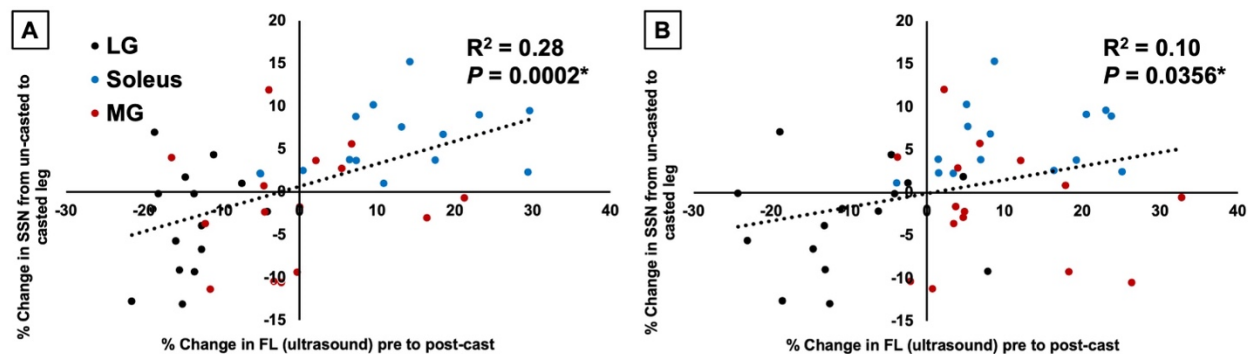 A
LG
Soleus
MG
R² = 0.28
P = 0.0002*
20
15
10
5
0
-5
-10
-15
-30
-20
-10
0
10
20
30
40
% Change in SSN from un-casted to
casted leg
% Change in FL (ultrasound) pre to post-cast
B
R² = 0.10
P = 0.0356*
20
15
10
5
0
-5
-10
-15
-30
-20
-10
0
10
20
30
40
% Change in SSN from un-casted to
casted leg
% Change in FL (ultrasound) pre to post-cast